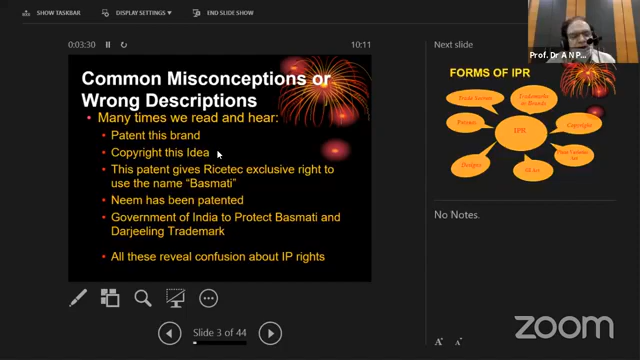 SHOW TASKBAR
DISPLAY SETTINGS
END SLIDE SHOW
0:03:30
10:11
Next slide
Prof. Dr A N P...
Common Misconceptions or
Wrong Descriptions
• Many times we read and hear:
• Patent this brand
• Copyright this Idea
• This patent gives Ricetec exclusive right to
use the name “Basmati”
• Neem has been patented
• Government of India to Protect Basmati and
Darjeeling Trademark
• All these reveal confusion about IP rights
FORMS OF IPR
Trade Secrets
Trademarks
or Brands
Patents
IPR
Copyright
Designs
No Notes.
Slide 3 of 44
A A
zoom